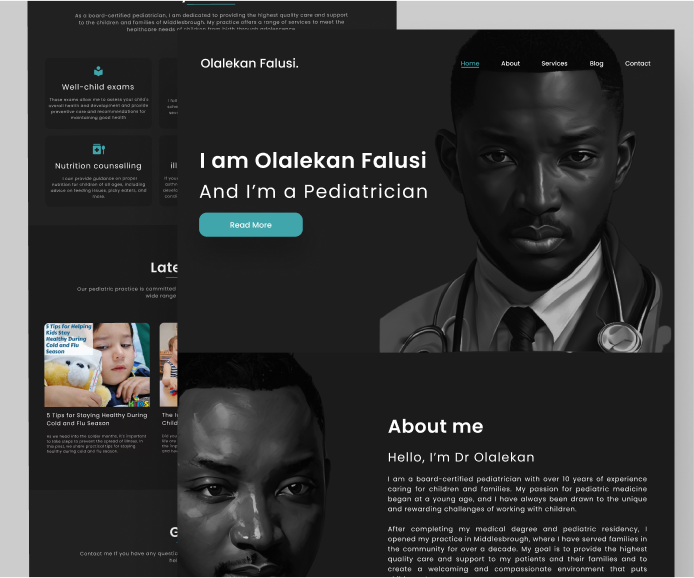 As a board-certified pediatrician, I am dedicated to providing the highest quality care and support
to the children and families of Middlesbrough. My practice offers a range of services to meet the
healthcare needs of children from birth through adolescence.
Well-child exams
These exams allow me to assess your child's
overall health and development and provide
preventive care and recommendations for
maintaining good health
Nutrition counselling
I can provide guidance on proper
nutrition for children of all ages, including
advice on feeding issues, picky eaters, and
more.
ill
Late
Our pediatric practice is committed
wide range
5 Tips for Helping
Kids Stay
Healthy During
Cold and Flu
Season
5 Tips for Staying Healthy During
Cold and Flu Season
As we head into the colder months, it's important
to take steps to prevent the spread of illness. In
this post, we share practical tips for staying
healthy during cold and flu season.
The
Child
G
Contact me if you have any
Olalekan Falusi.
Home About Services Blog Contact
I am Olalekan Falusi
And I'm a Pediatrician
Read More
About me
Hello, I'm Dr Olalekan
I am a board-certified pediatrician with over 10 years of experience
caring for children and families. My passion for pediatric medicine
began at a young age, and I have always been drawn to the unique
and rewarding challenges of working with children.
After completing my medical degree and pediatric residency, I
opened my practice in Middlesbrough, where I have served families in
the community for over a decade. My goal is to provide the highest
quality care and support to my patients and their families and to
create a welcoming and compassionate environment that puts